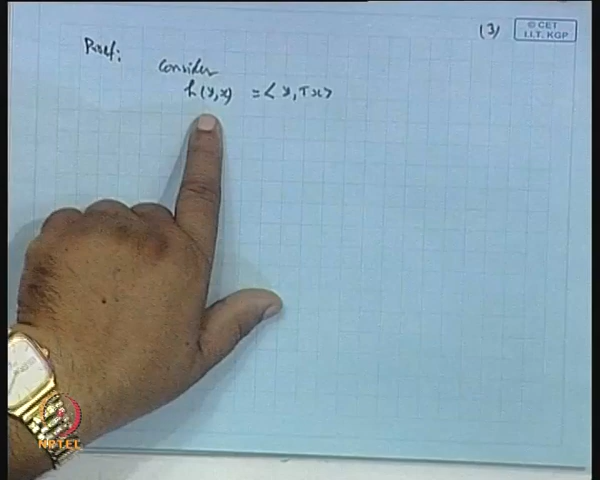 (3)
© CET
I.I.T. KGP
Proof:
Consider
h(y,x) = < y, Tx>
NPTEL